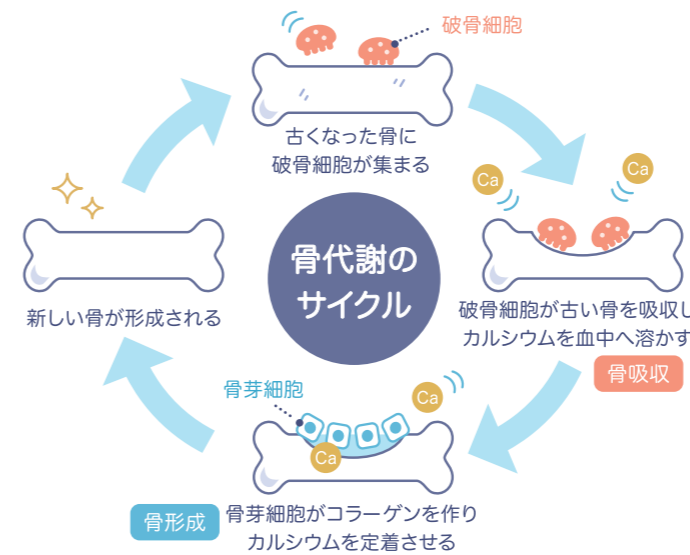 破骨細胞
古くなった骨に
破骨細胞が集まる
Ca
Ca
破骨細胞が古い骨を吸収し
カルシウムを血中へ溶かす
骨吸収
骨代謝の
サイクル
新しい骨が形成される
骨芽細胞
Ca
Ca
骨形成
骨芽細胞がコラーゲンを作り
カルシウムを定着させる